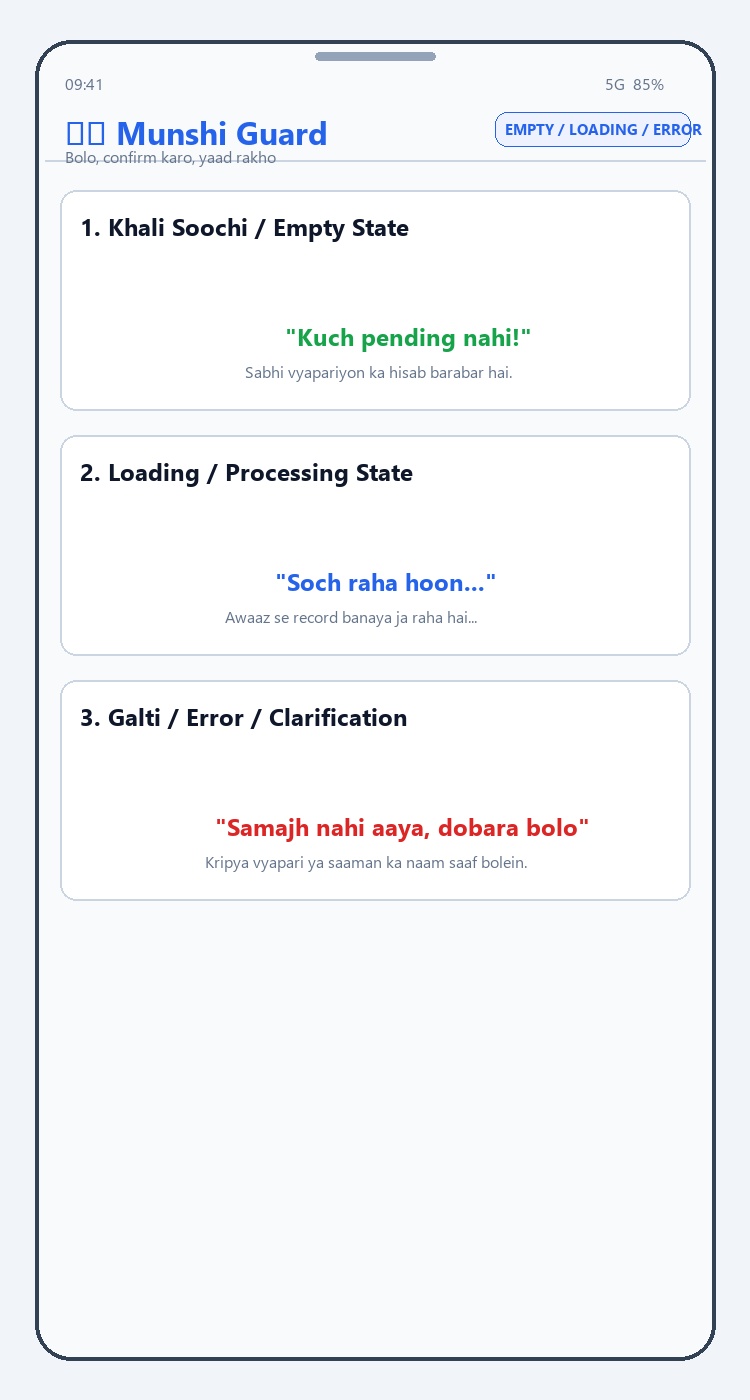 09:41
5G 85%
Munshi Guard
EMPTY / LOADING / ERROR
Bolo, confirm karo, yaad rakho
1. Khali Soochi / Empty State
"Kuch pending nahi!"
Sabhi vyapariyon ka hisab barabar hai.
2. Loading / Processing State
"Soch raha hoon..."
Awaaz se record banaya ja raha hai...
3. Galti / Error / Clarification
"Samajh nahi aaya, dobara bolo"
Kripya vyapari ya saaman ka naam saaf bolein.